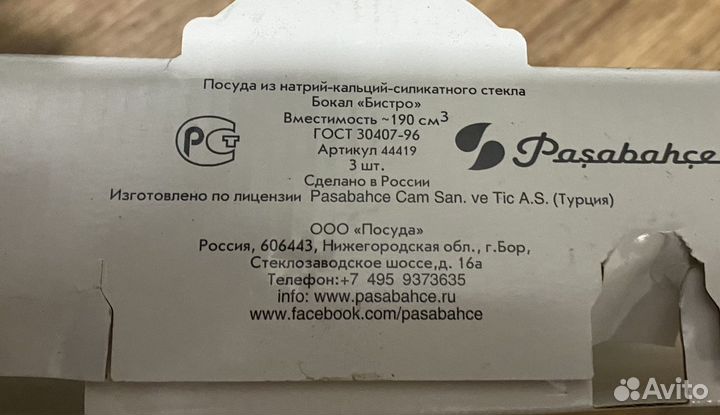 Посуда из натрий-кальций-силикатного стекла
Бокал «Бистро»
Вместимость ~190 см3
ГОСТ 30407-96
Артикул 44419
3 шт.
Сделано в России
Изготовлено по лицензии Pasabahce Cam San. ve Tic A.S. (Турция)
РСТ
Paşabahçe
ООО «Посуда»
Россия, 606443, Нижегородская обл., г.Бор,
Стеклозаводское шоссе,д. 16а
Телефон:+7 495 9373635
info: www.pasabahce.ru
www.facebook.com/pasabahce
Avito